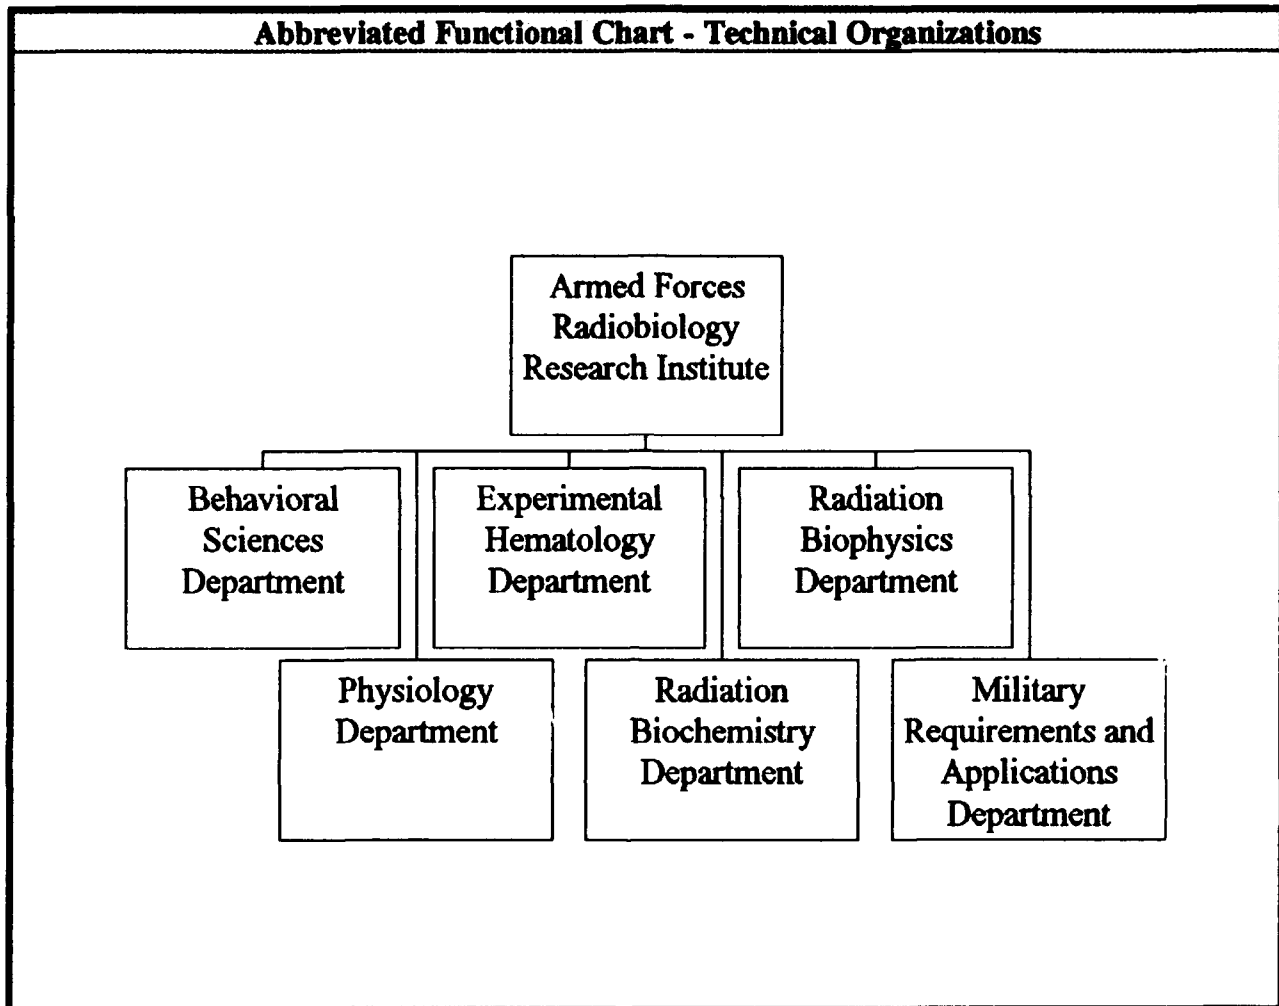 Abbreviated Functional Chart - Technical Organizations
Armed Forces
Radiobiology
Research Institute
Behavioral
Sciences
Department
Experimental
Hematology
Department
Radiation
Biophysics
Department
Physiology
Department
Radiation
Biochemistry
Department
Military
Requirements and
Applications
Department